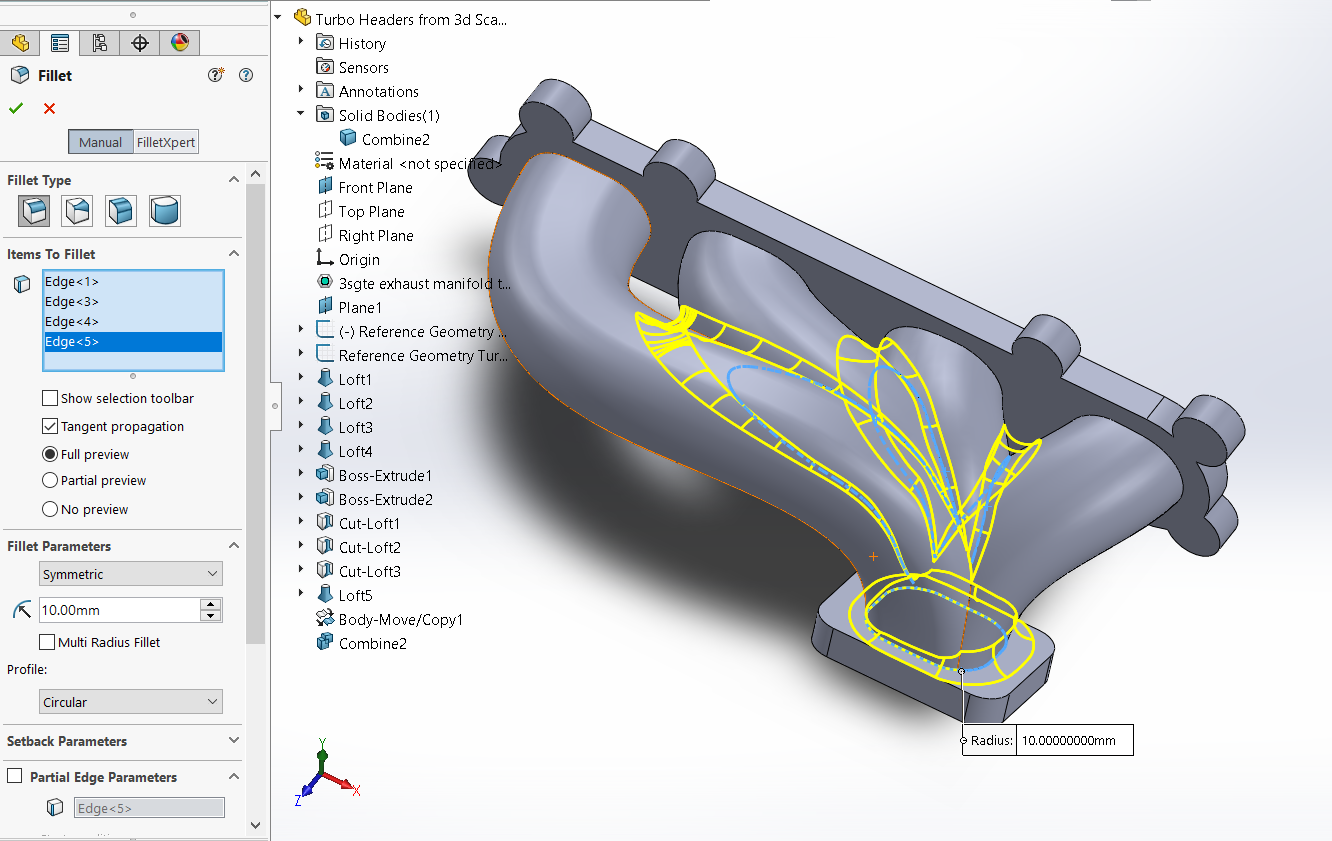 Fillet
Manual
FilletXpert
Fillet Type
Items To Fillet
Edge<1>
Edge<3>
Edge<4>
Edge<5>
Show selection toolbar
Tangent propagation
Full preview
Partial preview
No preview
Fillet Parameters
Symmetric
10.00mm
Multi Radius Fillet
Profile:
Circular
Setback Parameters
Partial Edge Parameters
Edge<5>
Turbo Headers from 3d Sca...
History
Sensors
A Annotations
Solid Bodies(1)
Combine2
Material <not specified>
Front Plane
Top Plane
Right Plane
Origin
3sgte exhaust manifold t...
Plane1
(-) Reference Geometry ...
Reference Geometry Tur...
Loft1
Loft2
Loft3
Loft4
Boss-Extrude1
Boss-Extrude2
Cut-Loft1
Cut-Loft2
Cut-Loft3
Loft5
Body-Move/Copy1
Combine2
Radius: 10.00000000mm
Y
X
Z